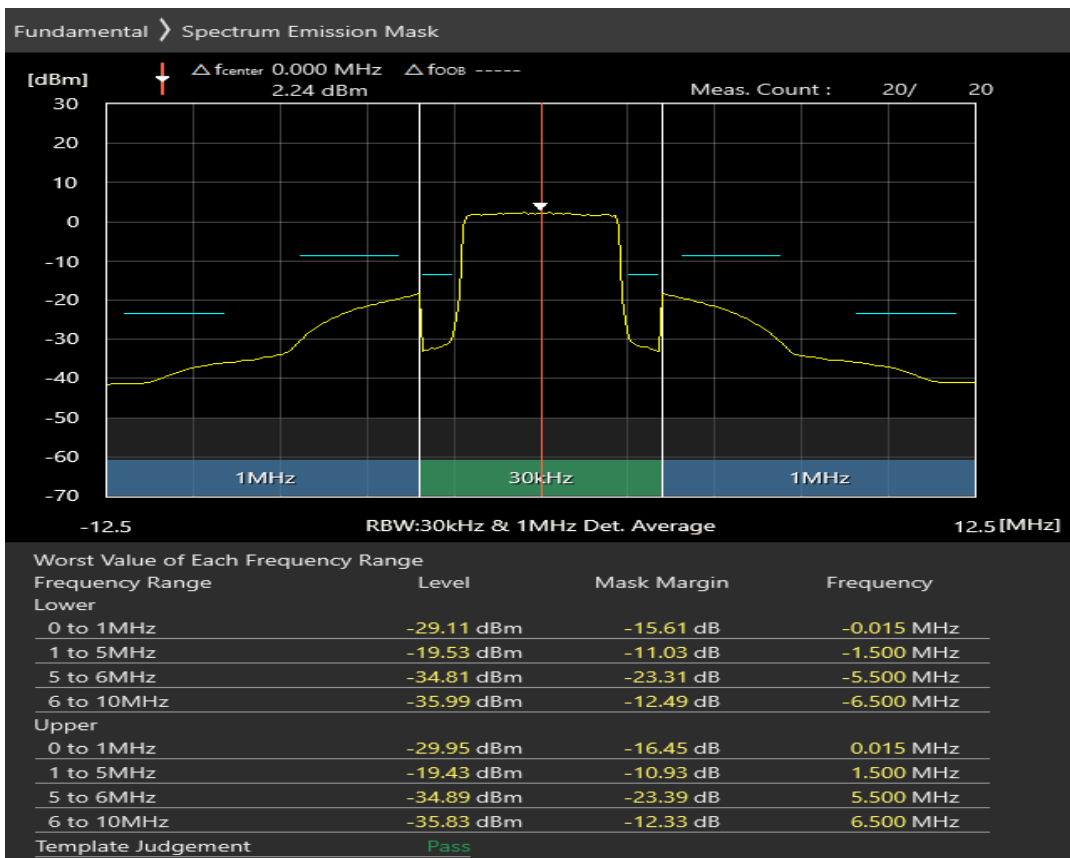 Fundamental ❭ Spectrum Emission Mask
[dBm] △ fcenter 0.000 MHz △ fOOB -----
2.24 dBm Meas. Count : 20/ 20
30
20
10
0
-10
-20
-30
-40
-50
-60
1MHz 30kHz 1MHz
-70
-12.5 RBW:30kHz & 1MHz Det. Average 12.5 [MHz]
Worst Value of Each Frequency Range
Frequency Range Level Mask Margin Frequency
Lower
0 to 1MHz -29.11 dBm -15.61 dB -0.015 MHz
1 to 5MHz -19.53 dBm -11.03 dB -1.500 MHz
5 to 6MHz -34.81 dBm -23.31 dB -5.500 MHz
6 to 10MHz -35.99 dBm -12.49 dB -6.500 MHz
Upper
0 to 1MHz -29.95 dBm -16.45 dB 0.015 MHz
1 to 5MHz -19.43 dBm -10.93 dB 1.500 MHz
5 to 6MHz -34.89 dBm -23.39 dB 5.500 MHz
6 to 10MHz -35.83 dBm -12.33 dB 6.500 MHz
Template Judgement Pass